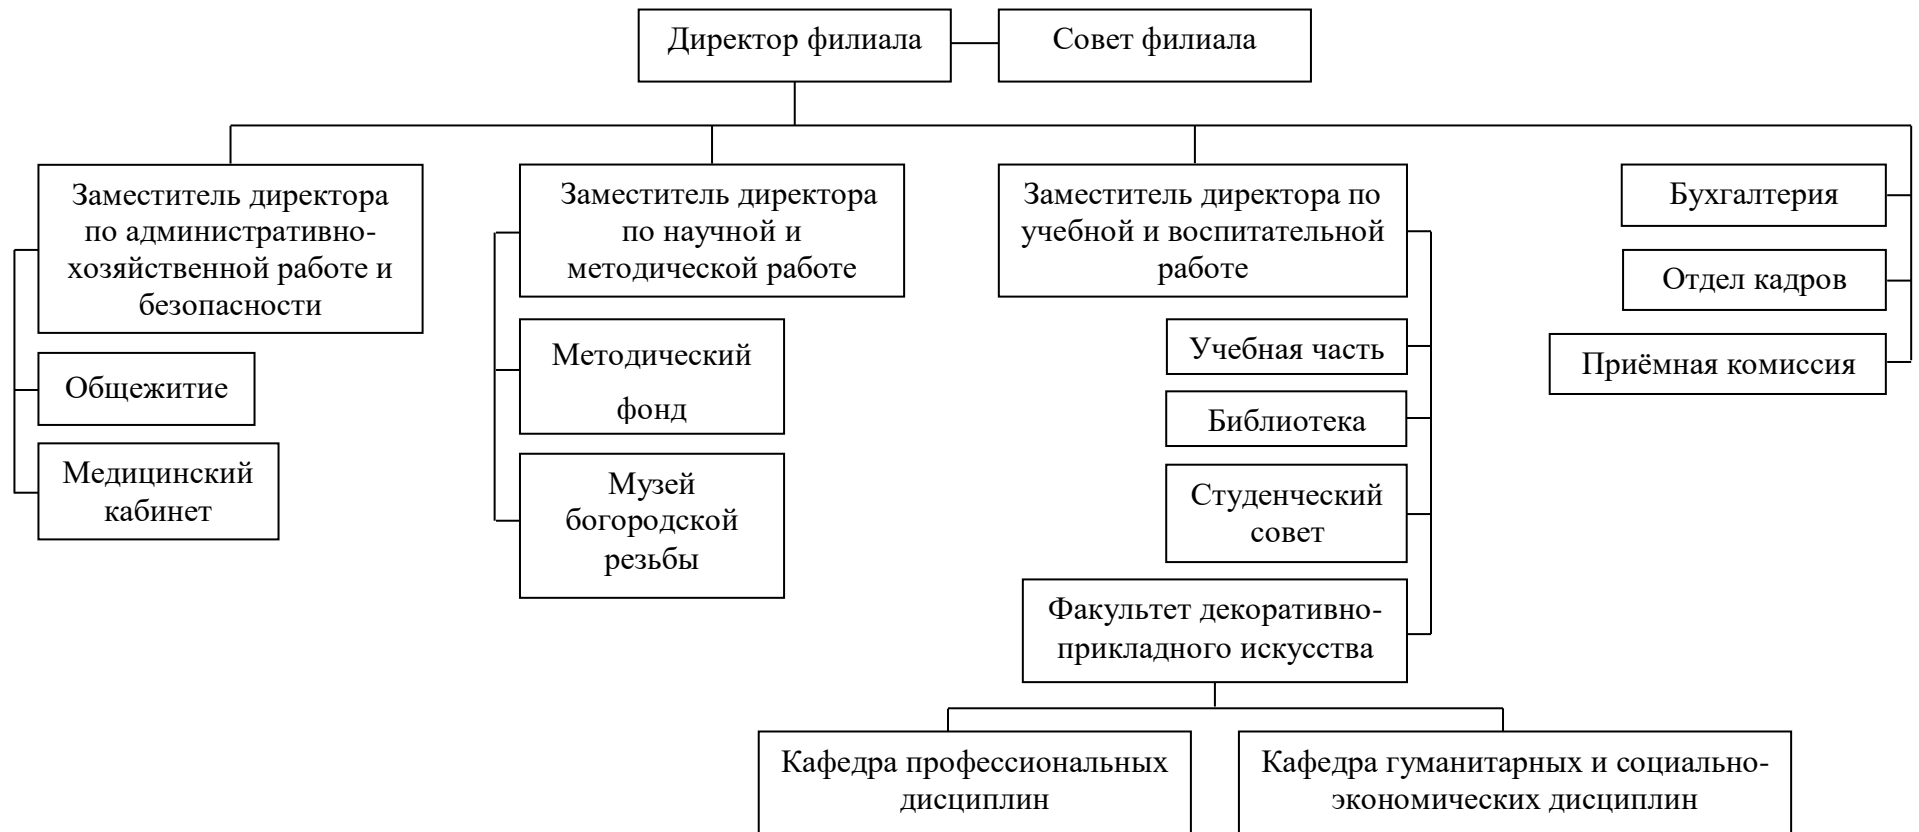 Директор филиала
Совет филиала
Заместитель директора
по административно-
хозяйственной работе и
безопасности
Общежитие
Медицинский
кабинет
Заместитель директора
по научной и
методической работе
Методический
фонд
Музей
богородской
резьбы
Заместитель директора по
учебной и воспитательной
работе
Учебная часть
Библиотека
Студенческий
совет
Факультет декоративно-
прикладного искусства
Кафедра профессиональных
дисциплин
Кафедра гуманитарных и социально-
экономических дисциплин
Бухгалтерия
Отдел кадров
Приёмная комиссия